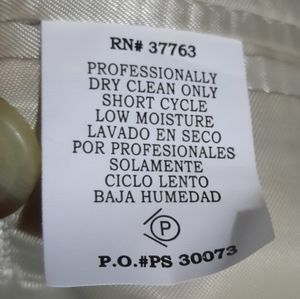 RN# 37763
PROFESSIONALLY
DRY CLEAN ONLY
SHORT CYCLE
LOW MOISTURE
LAVADO EN SECO
POR PROFESIONALES
SOLAMENTE
CICLO LENTO
BAJA HUMEDAD
P
P.O.#PS 30073